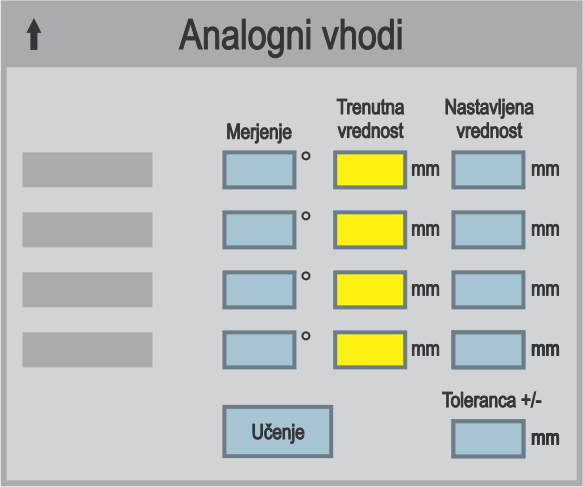 Analogni vhodi
Merjenje
Trenutna
vrednost
Nastavljena
vrednost
° mm mm
° mm mm
° mm mm
° mm mm
Toleranca +/-
Učenje mm